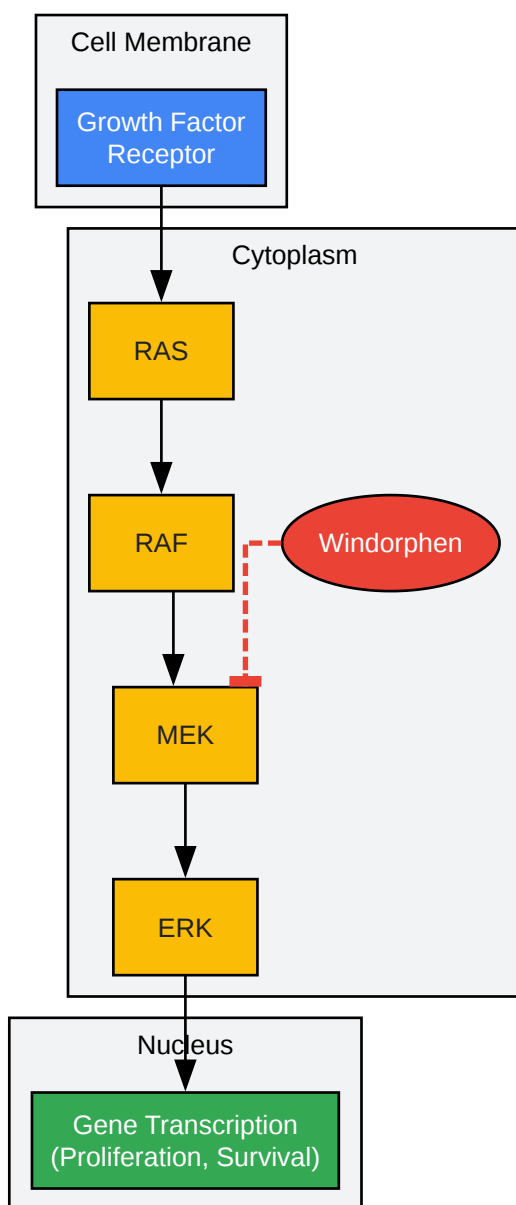 Cell Membrane
Growth Factor
Receptor
Cytoplasm
RAS
RAF
Windorphen
MEK
ERK
Nucleus
Gene Transcription
(Proliferation, Survival)